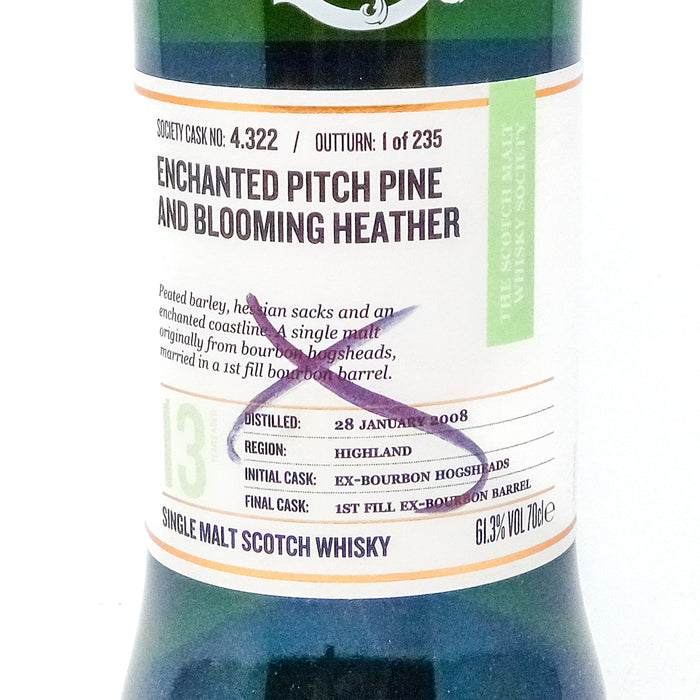 SOCIETY CASK NO: 4.322 / OUTTURN: 1 of 235
ENCHANTED PITCH PINE
AND BLOOMING HEATHER
THE SCOTCH MALT
WHISKY SOCIETY
Peated barley, hessian sacks and an
enchanted coastline. A single malt
originally from bourbon hogsheads,
married in a 1st fill bourbon barrel.
13
YEARS AGED
DISTILLED: 28 JANUARY 2008
REGION: HIGHLAND
INITIAL CASK: EX-BOURBON HOGSHEADS
FINAL CASK: 1ST FILL EX-BOURBON BARREL
SINGLE MALT SCOTCH WHISKY
61.3% VOL 70cl e